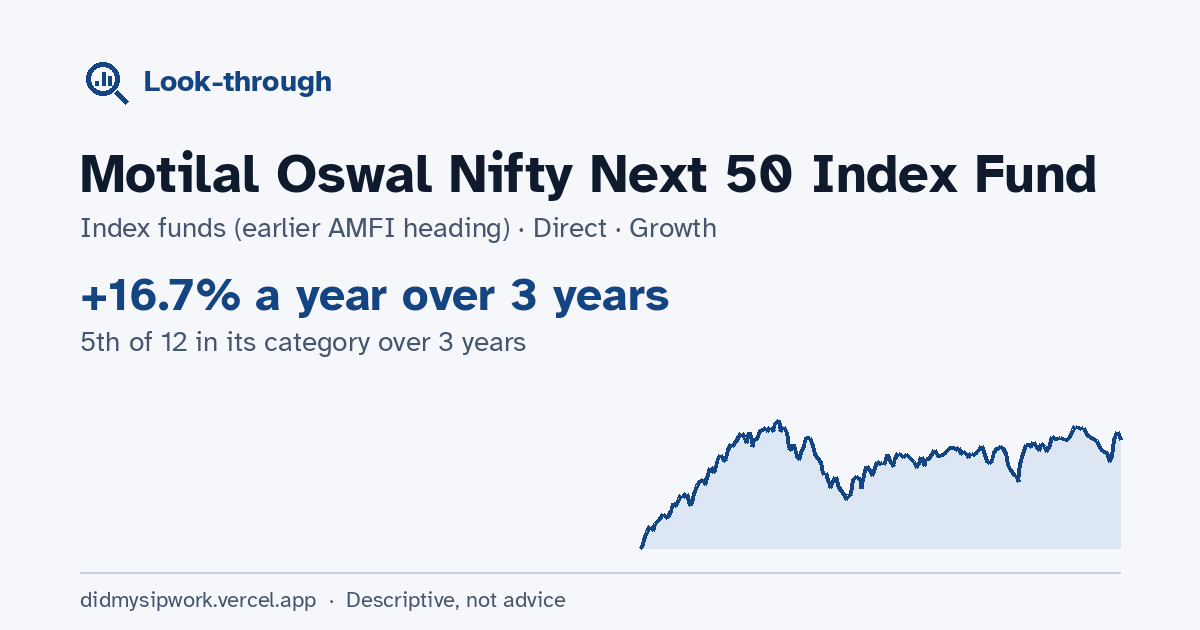 Look-through
Motilal Oswal Nifty Next 50 Index Fund
Index funds (earlier AMFI heading) · Direct · Growth
+16.7% a year over 3 years
5th of 12 in its category over 3 years
didmysipwork.vercel.app · Descriptive, not advice